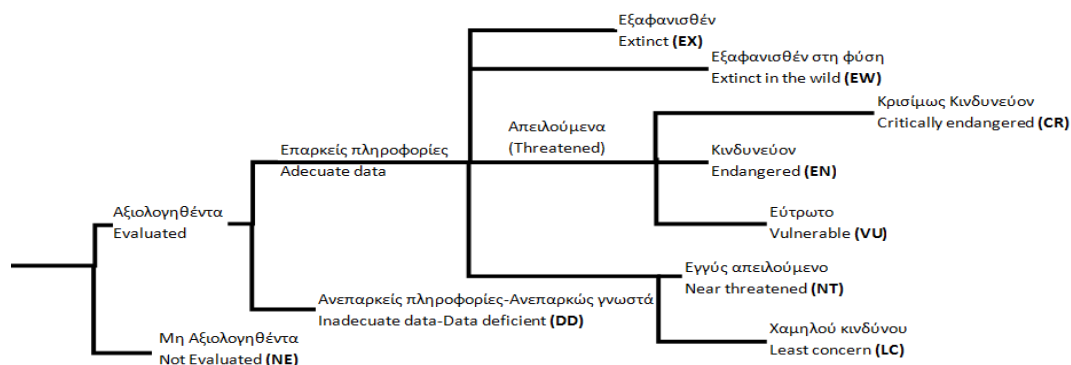 Εξαφανισθέν
Extinct (EX)
Εξαφανισθέν στη φύση
Extinct in the wild (EW)
Κρισίμως Κινδυνεύον
Critically endangered (CR)
Απειλούμενα
(Threatened)
Επαρκείς πληροφορίες
Adecuate data
Κινδυνεύον
Endangered (EN)
Αξιολογηθέντα
Evaluated
Εύτρωτο
Vulnerable (VU)
Εγγύς απειλούμενο
Near threatened (NT)
Ανεπαρκείς πληροφορίες-Ανεπαρκώς γνωστά
Inadecuate data-Data deficient (DD)
Χαμηλού κινδύνου
Least concern (LC)
Μη Αξιολογηθέντα
Not Evaluated (NE)